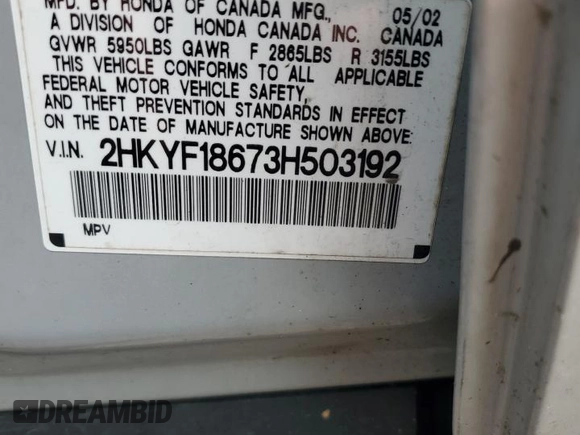 MFD. BY HONDA OF CANADA MFG., 05/02
A DIVISION OF HONDA CANADA INC. CANADA
GVWR 5950LBS GAWR F 2865LBS R 3155LBS
THIS VEHICLE CONFORMS TO ALL APPLICABLE
FEDERAL MOTOR VEHICLE SAFETY,
AND THEFT PREVENTION STANDARDS IN EFFECT
ON THE DATE OF MANUFACTURE SHOWN ABOVE:
V.I.N. 2HKYF18673H503192
MPV
DREAMBID